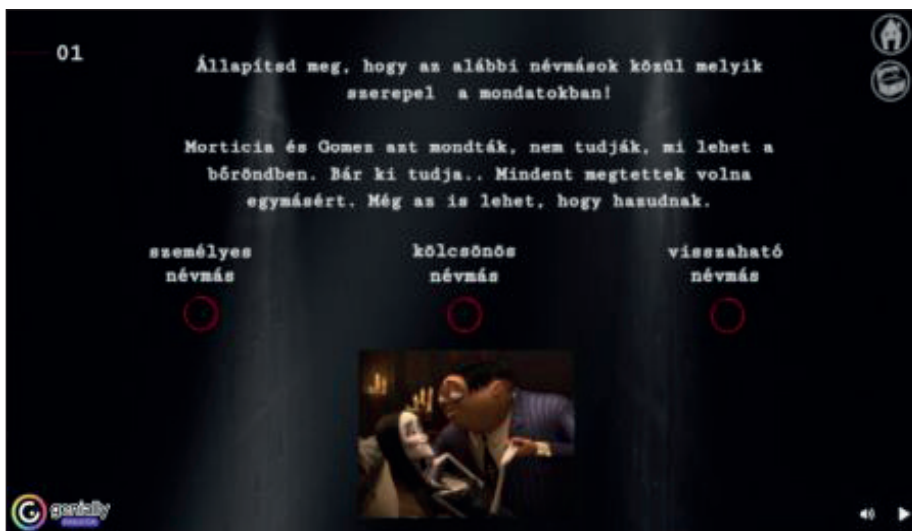 01
Állapítsd meg, hogy az alábbi névmások közül melyik
szerepel a mondatokban!
Morticia és Gomez azt mondták, nem tudják, mi lehet a
bőröndben. Bár ki tudja.. Mindent megtettek volna
egymásért. Még az is lehet, hogy hazudnak.
személyes
névmás
kölcsönös
névmás
visszaható
névmás
genially